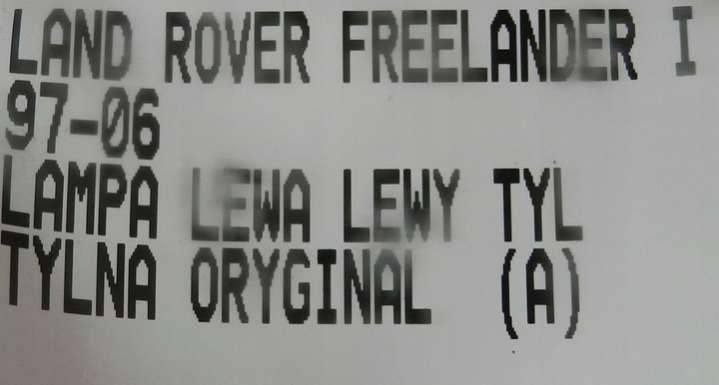 LAND ROVER FREELANDER I
97-06
LAMPA LEWA LEWY TYL
TYLNA ORYGINAL (A)